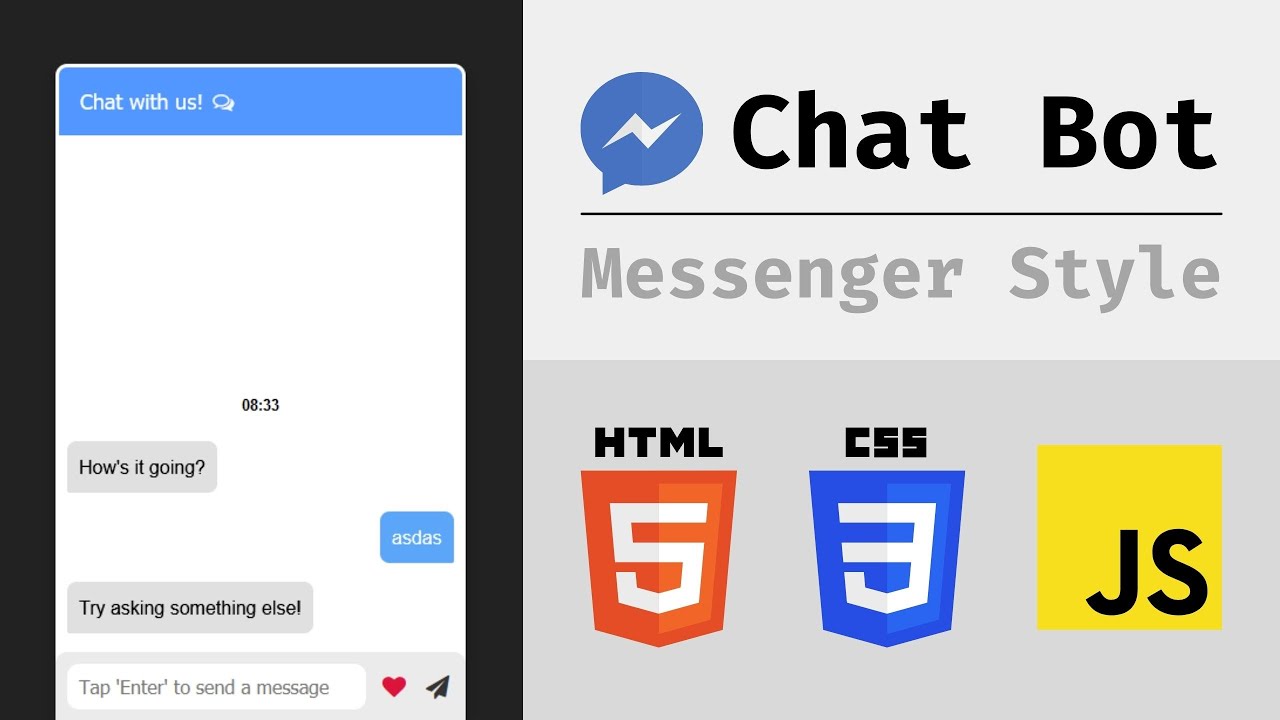 Chat with us!
08:33
How's it going?
asdas
Try asking something else!
Tap 'Enter' to send a message
Chat Bot
Messenger Style
HTML
5
CSS
3
JS